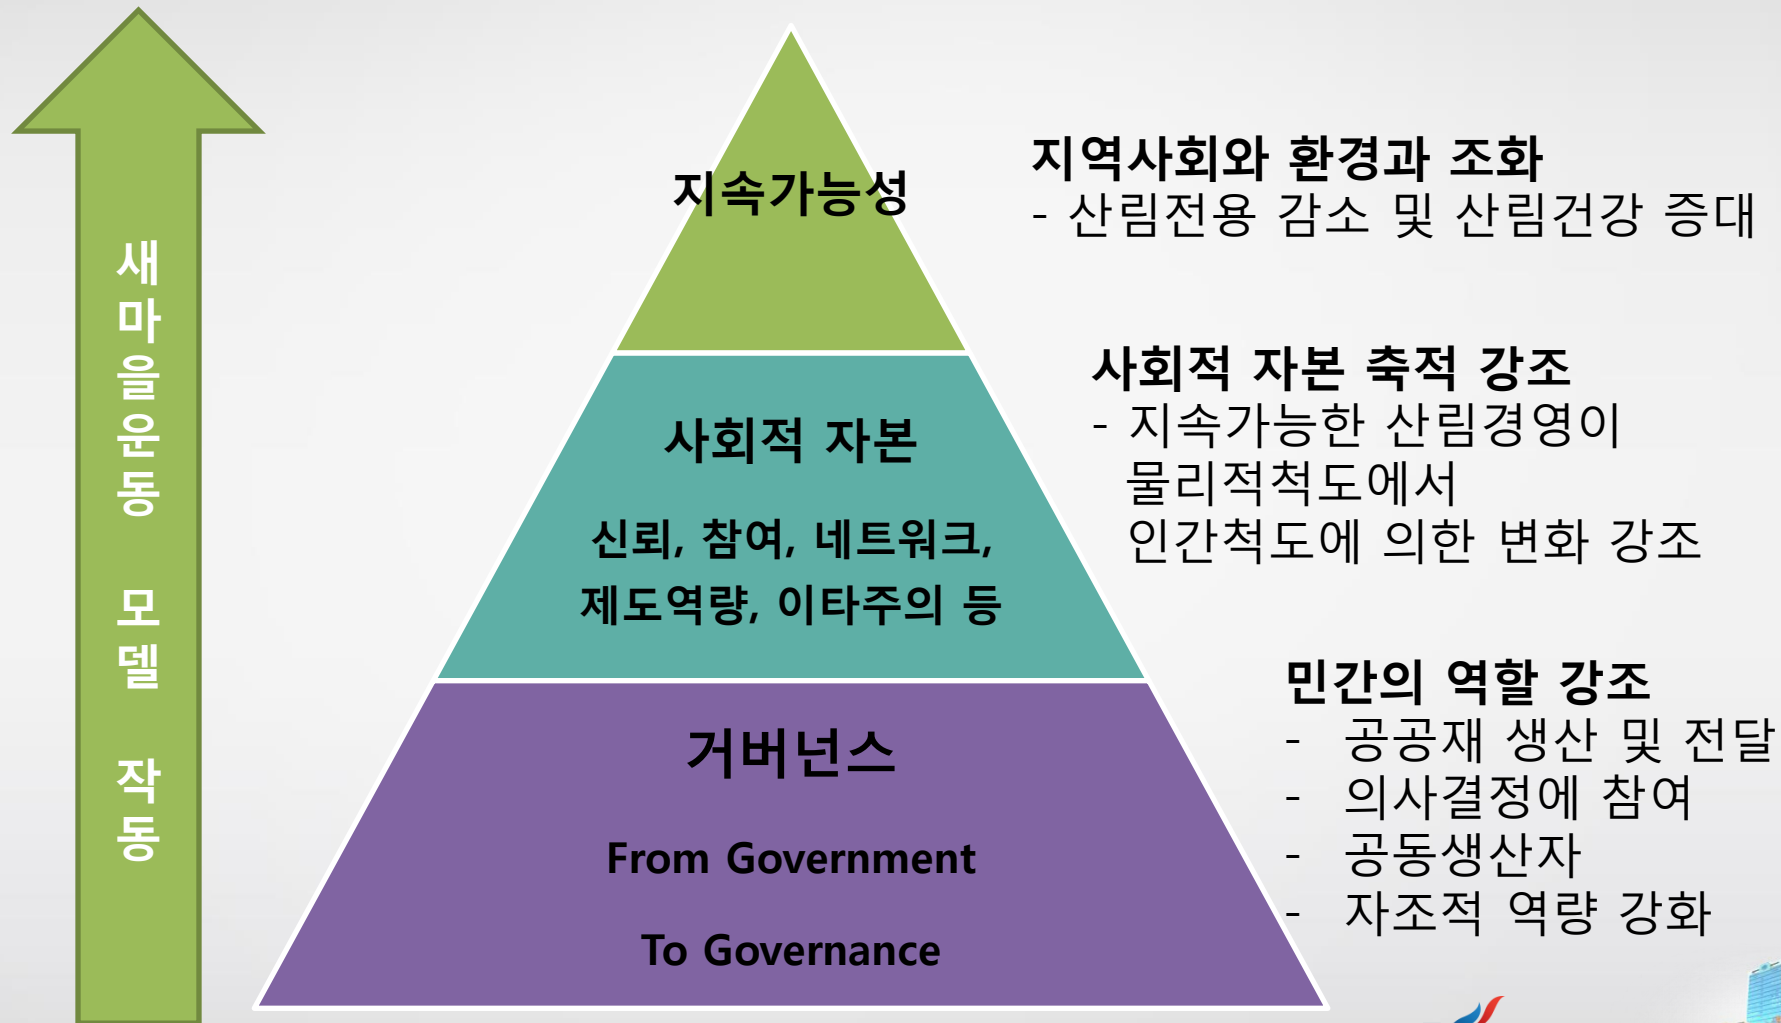 새마을운동 모델 작동
지속가능성
지역사회와 환경과 조화
- 산림전용 감소 및 산림건강 증대
사회적 자본
신뢰, 참여, 네트워크,
제도역량, 이타주의 등
사회적 자본 축적 강조
- 지속가능한 산림경영이
물리적척도에서
인간척도에 의한 변화 강조
거버넌스
From Government
To Governance
민간의 역할 강조
- 공공재 생산 및 전달
- 의사결정에 참여
- 공동생산자
- 자조적 역량 강화